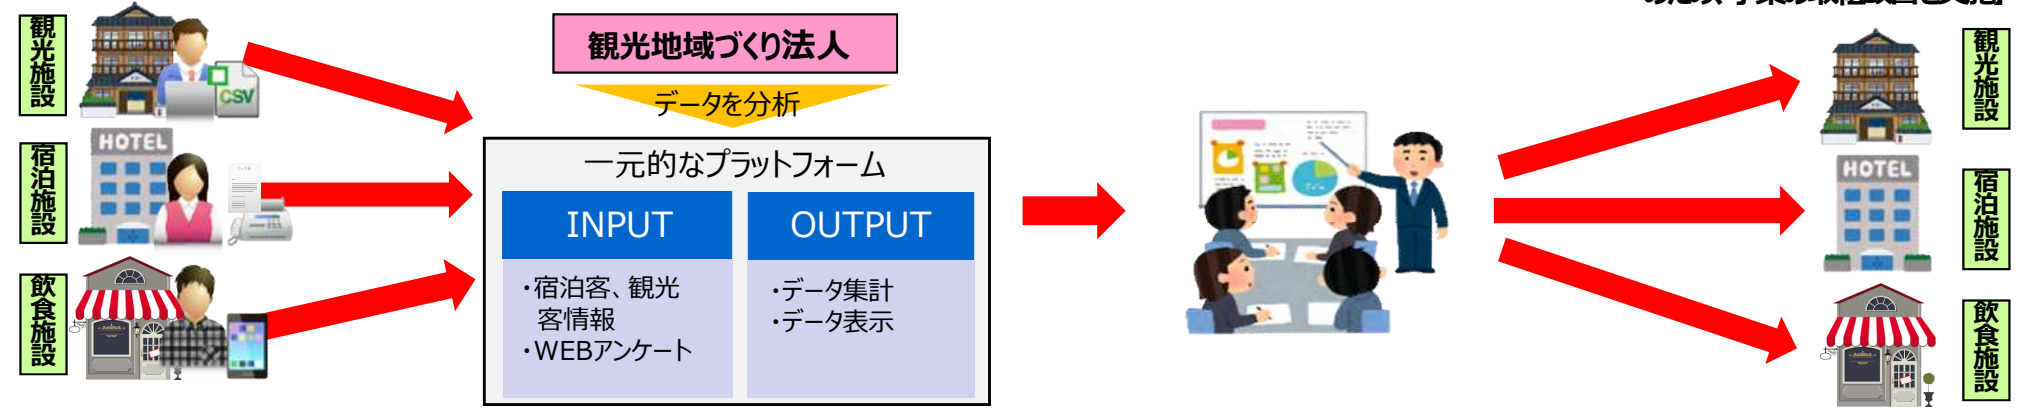 観光施設
CSV
HOTEL
宿泊施設
飲食施設
観光地域づくり法人
データを分析
一元的なプラットフォーム
INPUT
・宿泊客、観光
客情報
・WEBアンケート
OUTPUT
・データ集計
・データ表示
観光施設
HOTEL
宿泊施設
飲食施設